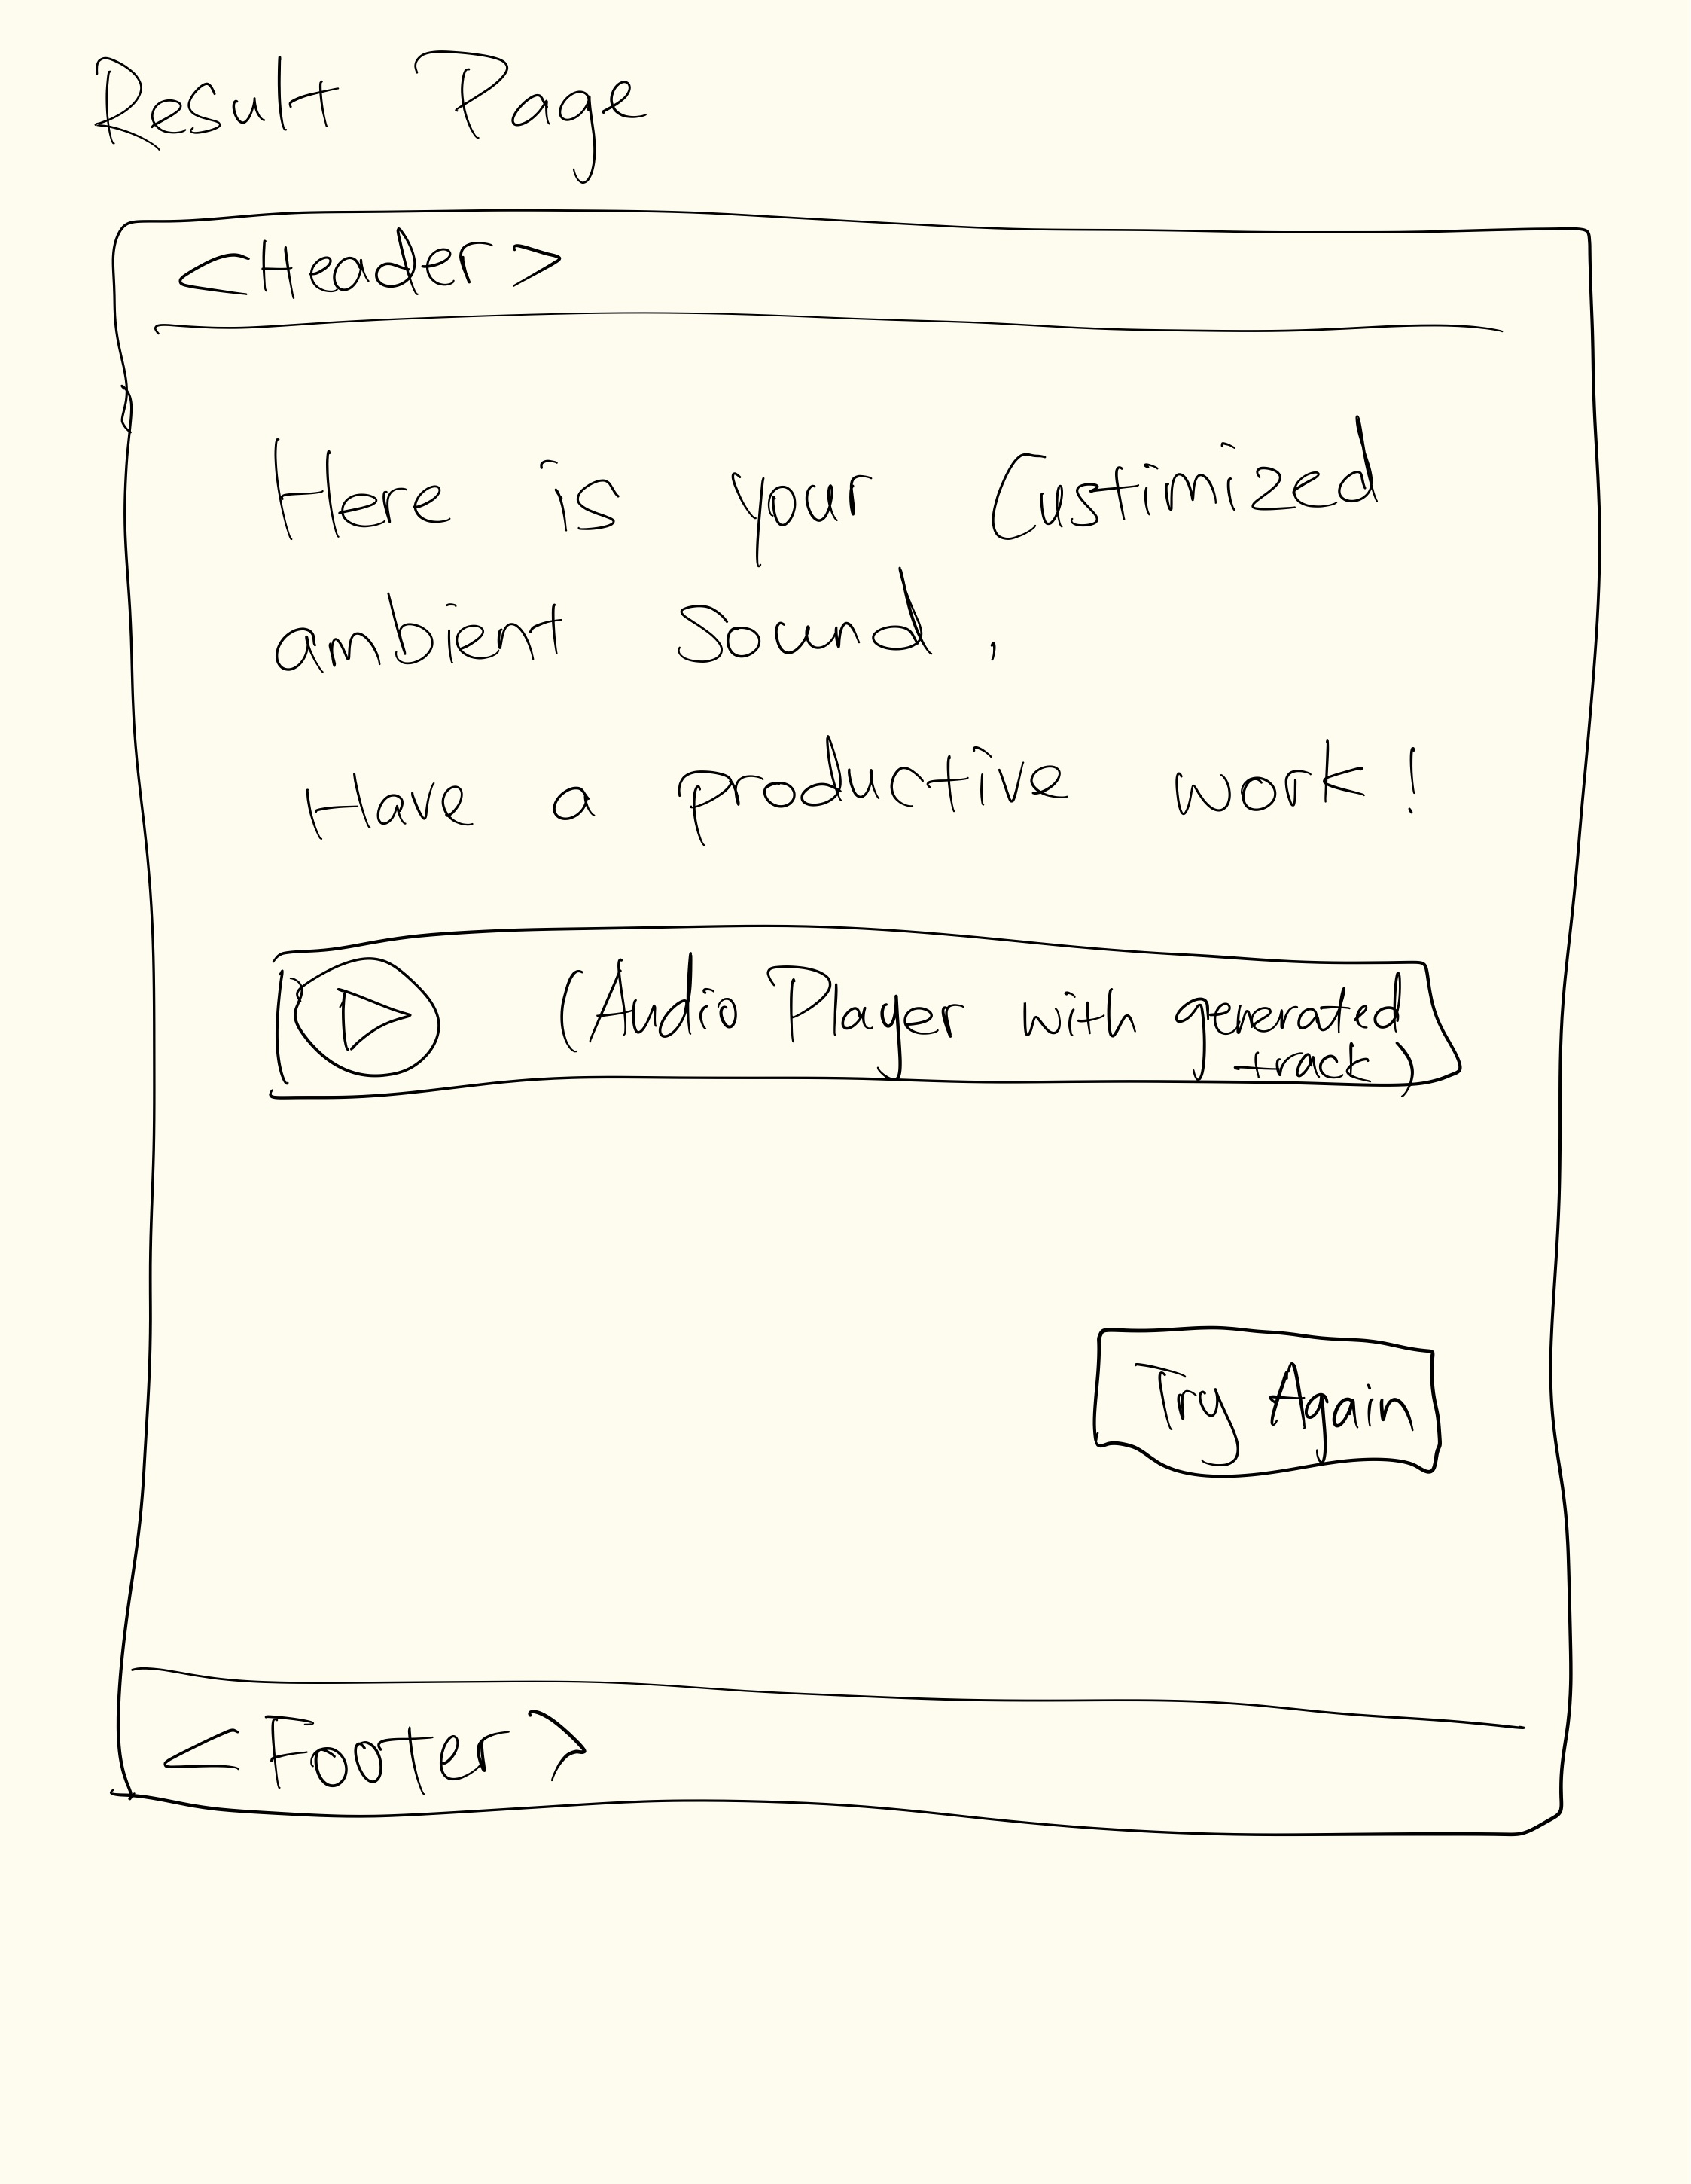 Result Page
<Header>
Here is your Custimized
ambient sound.
Have a productive work!
(Audio Player with generated
track)
Try Again
<Footer>